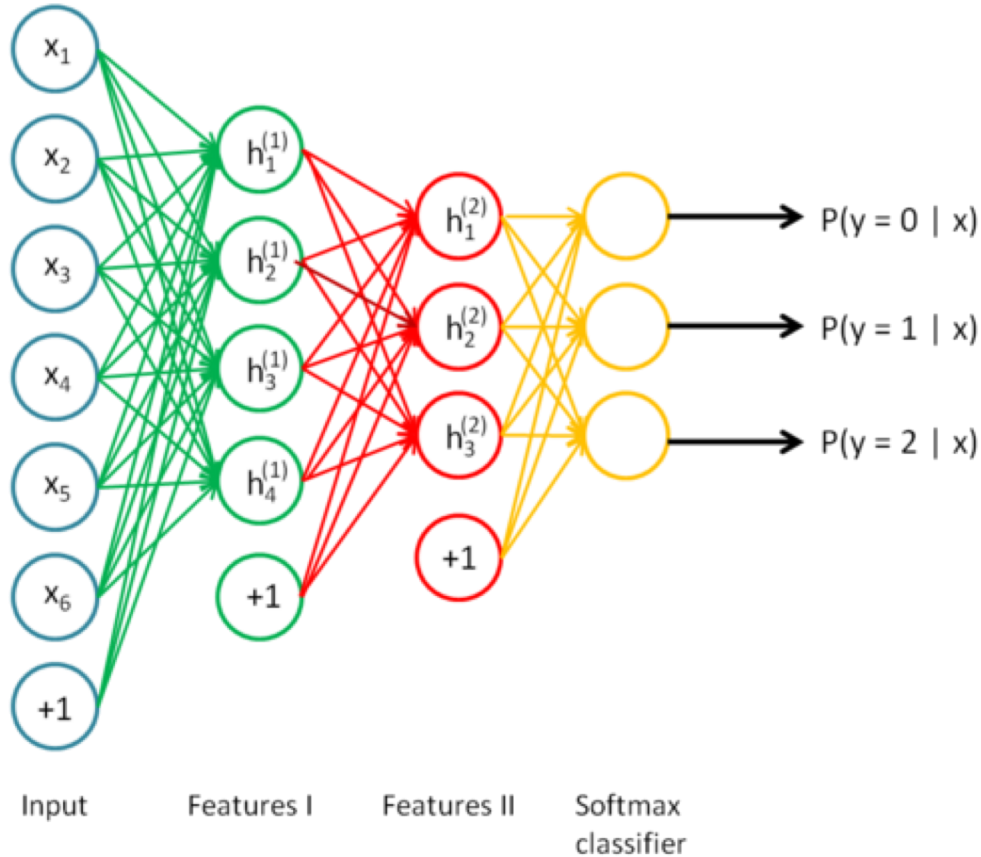 x₁
x₂
x₃
x₄
x₅
x₆
+1
h₁⁽¹⁾
h₂⁽¹⁾
h₃⁽¹⁾
h₄⁽¹⁾
+1
h₁⁽²⁾
h₂⁽²⁾
h₃⁽²⁾
+1
P(y = 0 | x)
P(y = 1 | x)
P(y = 2 | x)
Input
Features I
Features II
Softmax
classifier